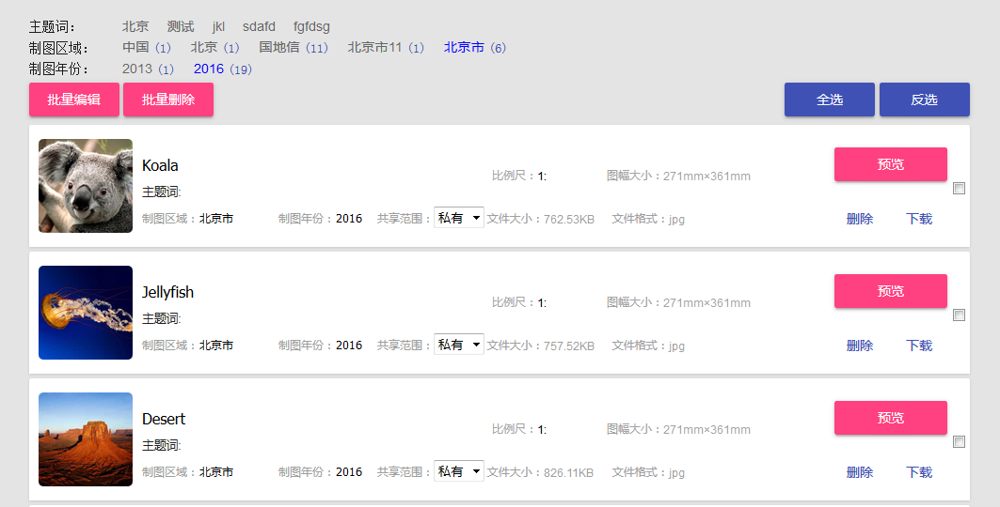 主题词： 北京 测试 jkl sdafd fgfdsg
制图区域： 中国（1） 北京（1） 国地信（11） 北京市11（1） 北京市（6）
制图年份： 2013（1） 2016（19）
批量编辑 批量删除 全选 反选
Koala 比例尺：1: 图幅大小：271mm×361mm 预览
主题词:
制图区域：北京市 制图年份：2016 共享范围：私有 文件大小：762.53KB 文件格式：jpg 删除 下载
Jellyfish 比例尺：1: 图幅大小：271mm×361mm 预览
主题词:
制图区域：北京市 制图年份：2016 共享范围：私有 文件大小：757.52KB 文件格式：jpg 删除 下载
Desert 比例尺：1: 图幅大小：271mm×361mm 预览
主题词:
制图区域：北京市 制图年份：2016 共享范围：私有 文件大小：826.11KB 文件格式：jpg 删除 下载